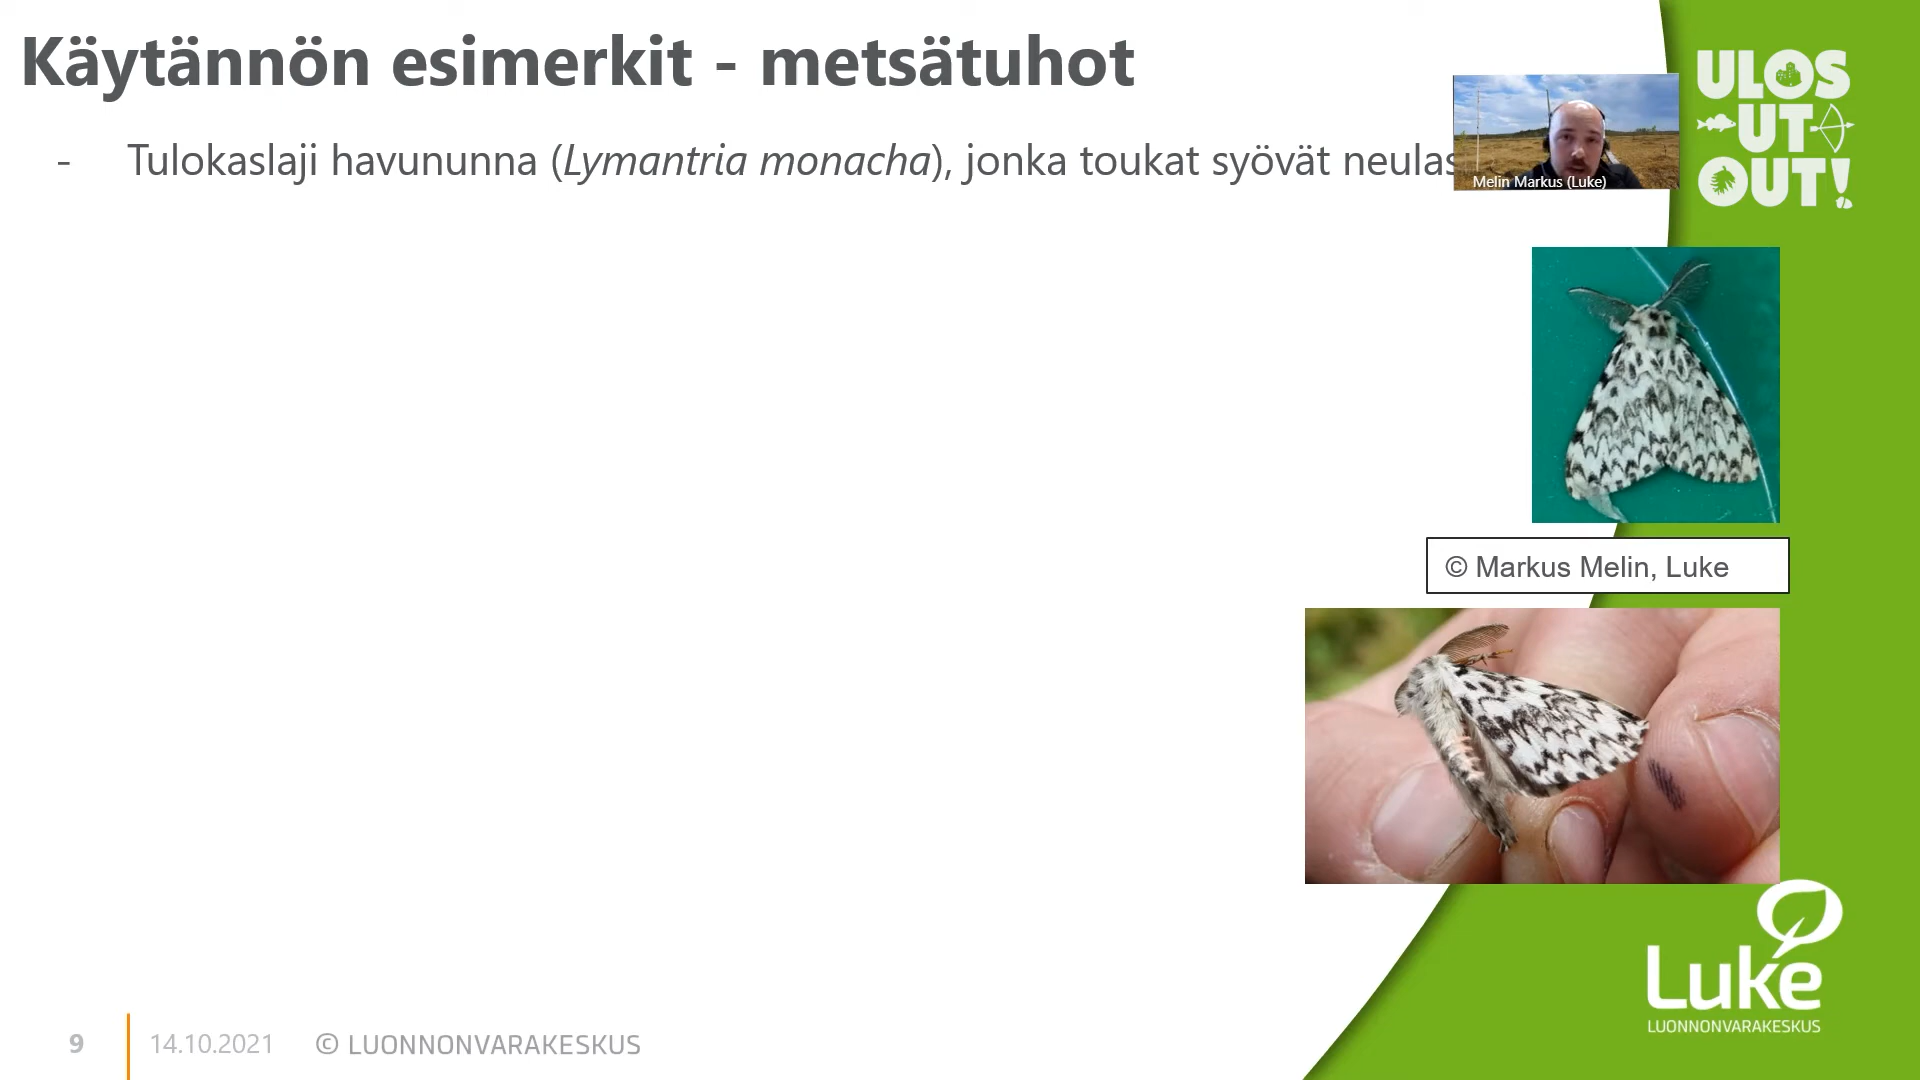 Käytännön esimerkit - metsätuhot
- Tulokaslaji havununna (Lymantria monacha), jonka toukat syövät neulas
Melin Markus (Luke)
ULOS
UT
OUT!
© Markus Melin, Luke
Luke
LUONNONVARAKESKUS
9 14.10.2021 © LUONNONVARAKESKUS